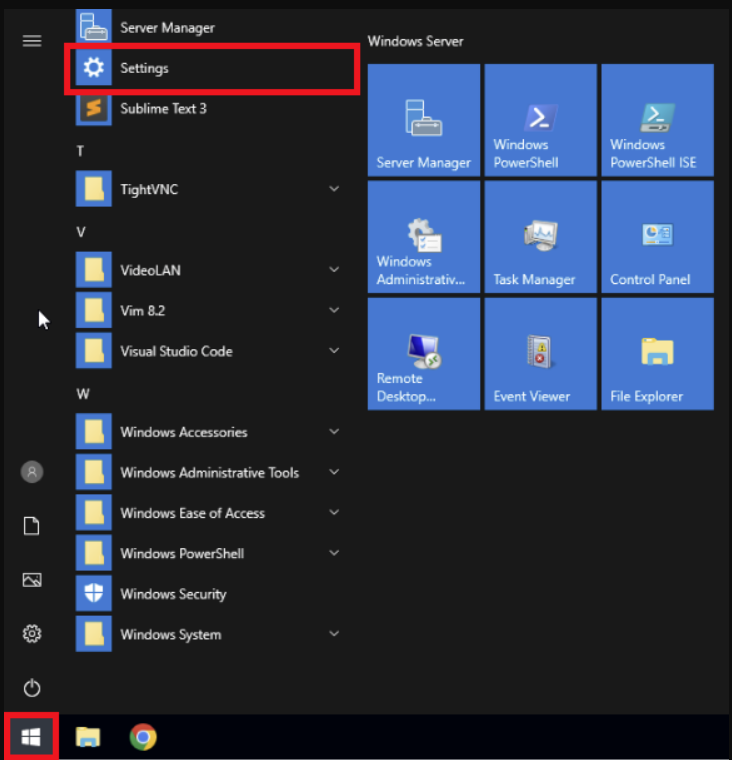 Server Manager
Settings
Sublime Text 3
T
TightVNC
V
VideoLAN
Vim 8.2
Visual Studio Code
W
Windows Accessories
Windows Administrative Tools
Windows Ease of Access
Windows PowerShell
Windows Security
Windows System
Windows Server
Server Manager
Windows
PowerShell
Windows
PowerShell ISE
Windows
Administrativ...
Task Manager
Control Panel
Remote
Desktop...
Event Viewer
File Explorer